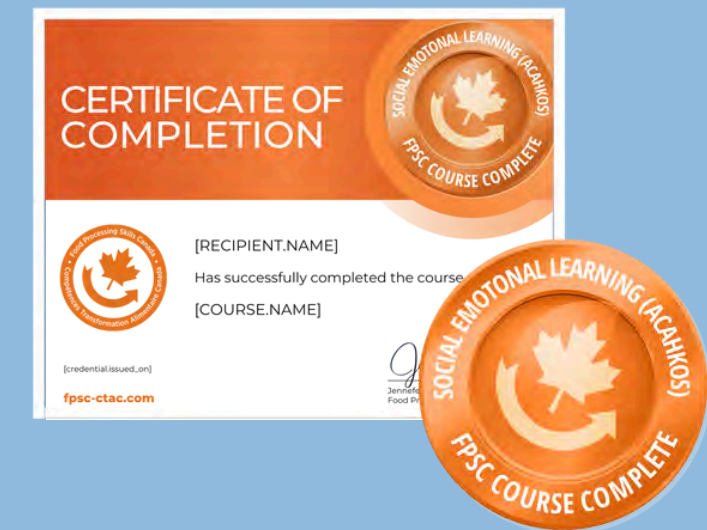 CERTIFICATE OF
COMPLETION
SOCIAL EMOTONAL LEARNING (ACAHKOS)
FPSC COURSE COMPLETE
Food Processing Skills Canada
Compétences Transformation Alimentaire Canada
[RECIPIENT.NAME]
Has successfully completed the course
[COURSE.NAME]
[credential.issued_on]
fpsc-ctac.com
Food
SOCIAL EMOTONAL LEARNING (ACAHKOS)
FPSC COURSE COMPLETE